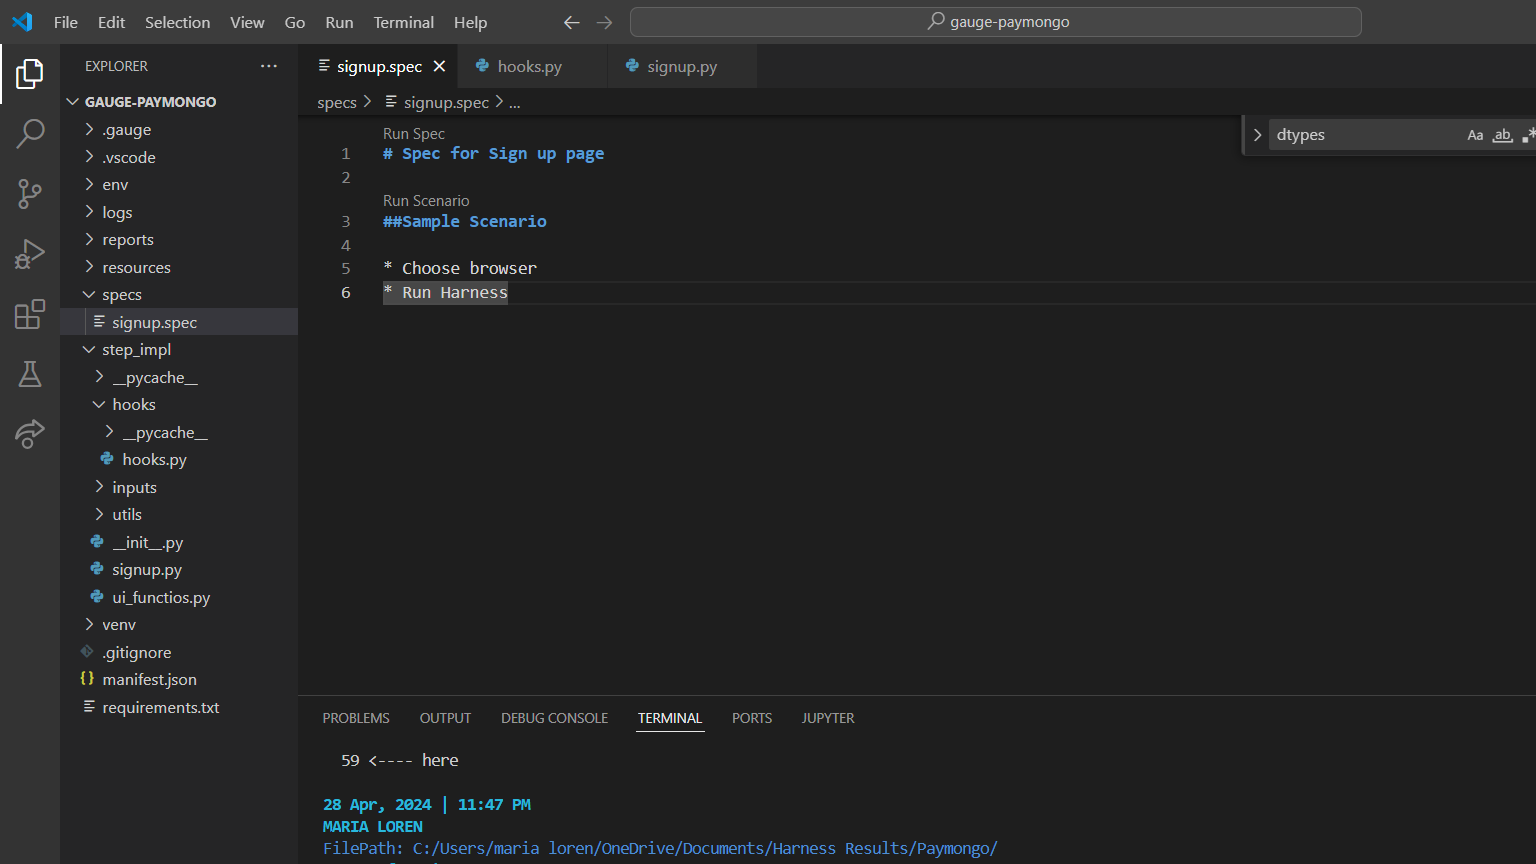 File Edit Selection View Go Run Terminal Help
gauge-paymongo
EXPLORER
GAUGE-PAYMONGO
.gauge
.vscode
env
logs
reports
resources
specs
signup.spec
step_impl
__pycache__
hooks
__pycache__
hooks.py
inputs
utils
__init__.py
signup.py
ui_functios.py
venv
.gitignore
manifest.json
requirements.txt
signup.spec hooks.py signup.py
specs > signup.spec > ...
dtypes Aa ab .*
Run Spec
1 # Spec for Sign up page
2
Run Scenario
3 ##Sample Scenario
4
5 * Choose browser
6 * Run Harness
PROBLEMS OUTPUT DEBUG CONSOLE TERMINAL PORTS JUPYTER
59 <---- here
28 Apr, 2024 | 11:47 PM
MARIA LOREN
FilePath: C:/Users/maria loren/OneDrive/Documents/Harness Results/Paymongo/